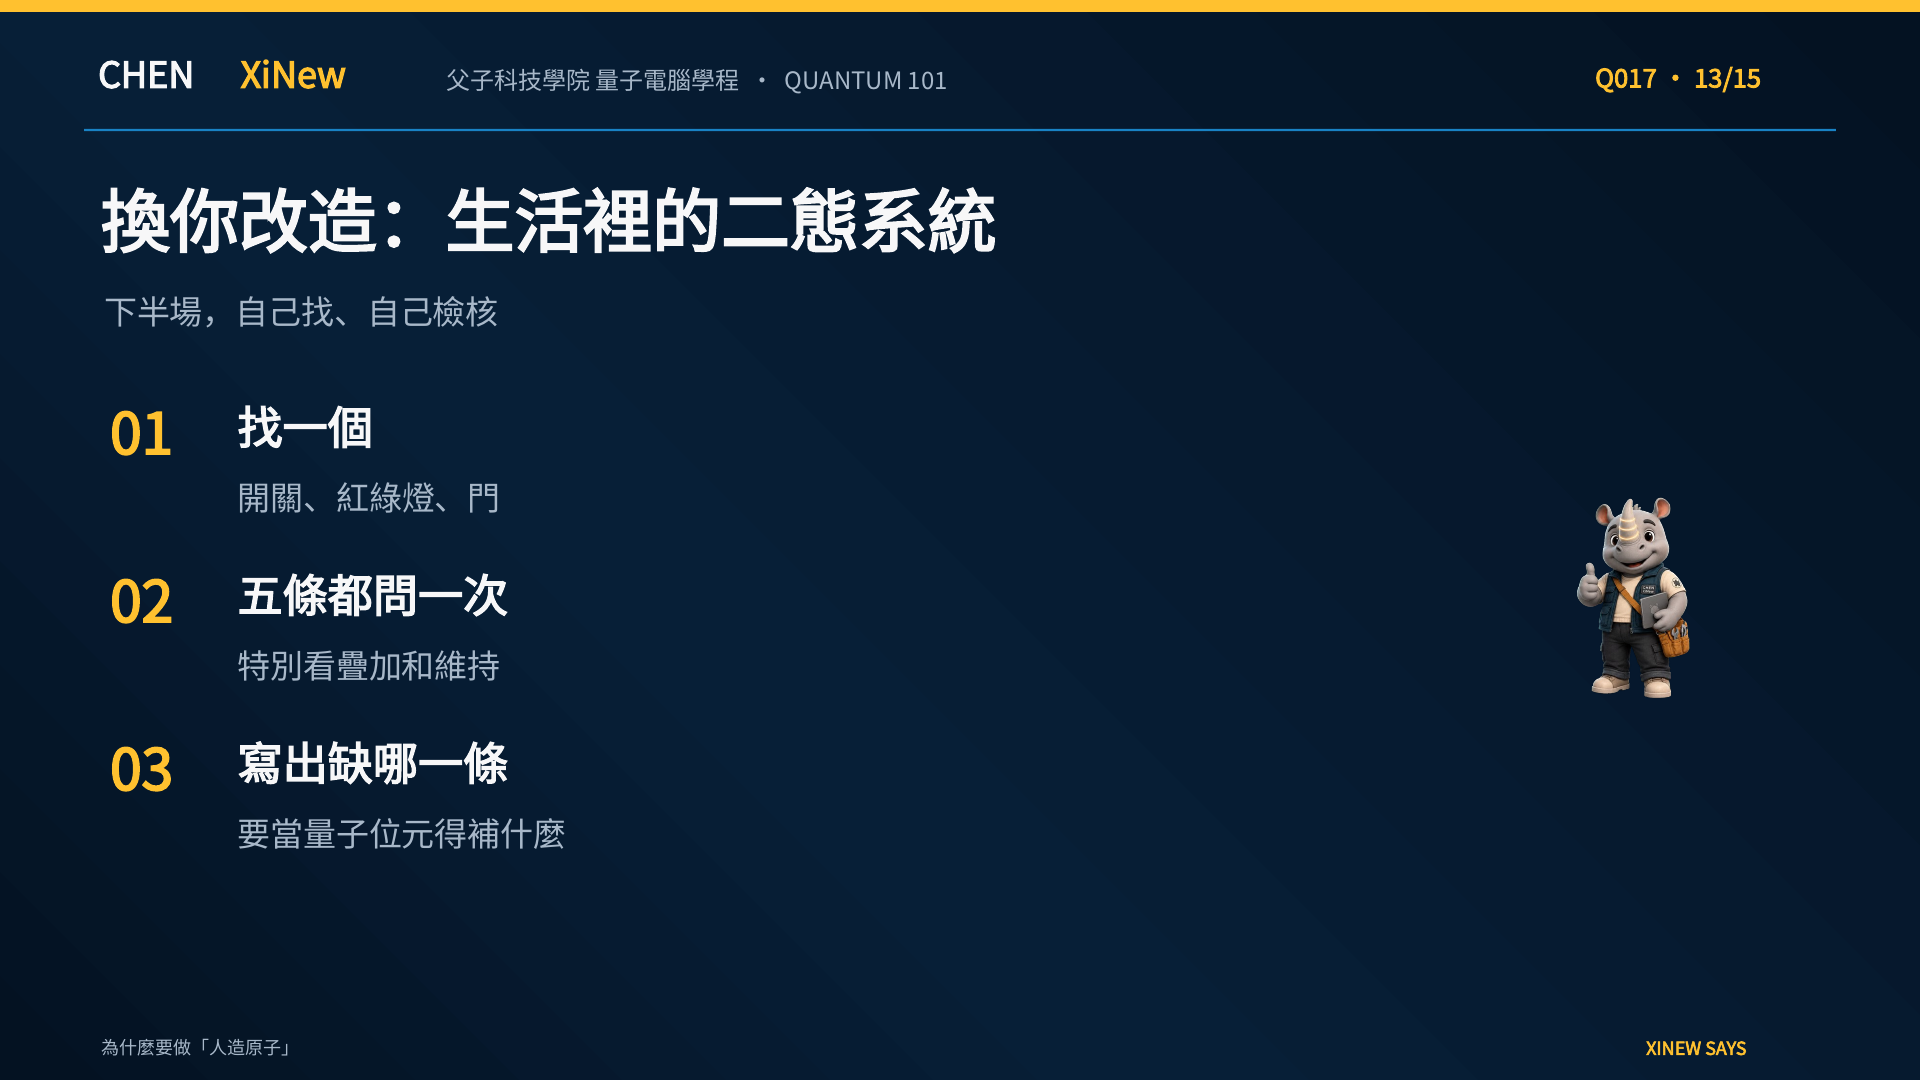 CHEN XiNew 父子科技學院 量子電腦學程 • QUANTUM 101 Q017 • 13/15
換你改造：生活裡的二態系統
下半場，自己找、自己檢核
01 找一個
開關、紅綠燈、門
02 五條都問一次
特別看疊加和維持
03 寫出缺哪一條
要當量子位元得補什麼
為什麼要做「人造原子」 XINEW SAYS